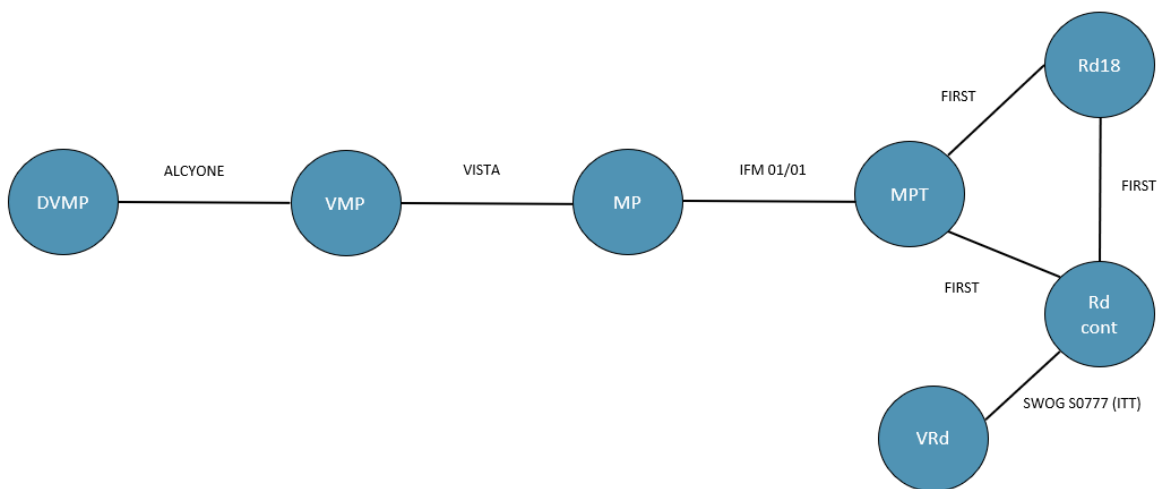 Rd18
FIRST
ALCYONE
VISTA
IFM 01/01
FIRST
DVMP
VMP
MP
MPT
FIRST
Rd
cont
SWOG S0777 (ITT)
VRd